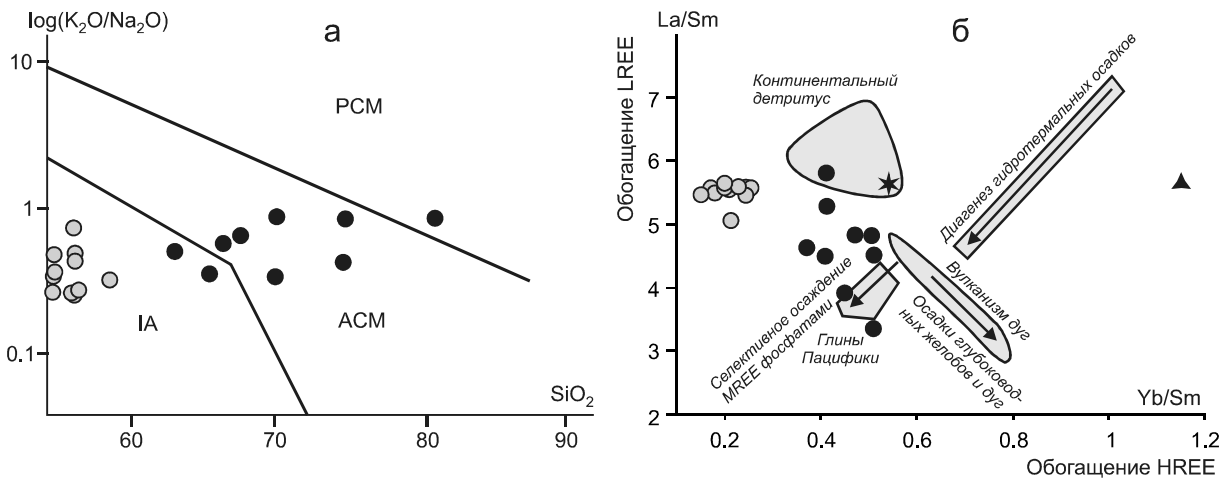 log(K₂O/Na₂O)
а
10
1
0.1
PCM
IA
ACM
SiO₂
60
70
80
90
La/Sm
б
Обогащение LREE
7
6
5
4
3
2
Континентальный
детритус
Диагенез гидротермальных осадков
Вулканизм дуг
Осадки глубоковод-
ных желобов и дуг
Селективное осаждение
MREE фосфатами
Глины
Пацифики
Yb/Sm
0.2
0.4
0.6
0.8
1
1.2
Обогащение HREE